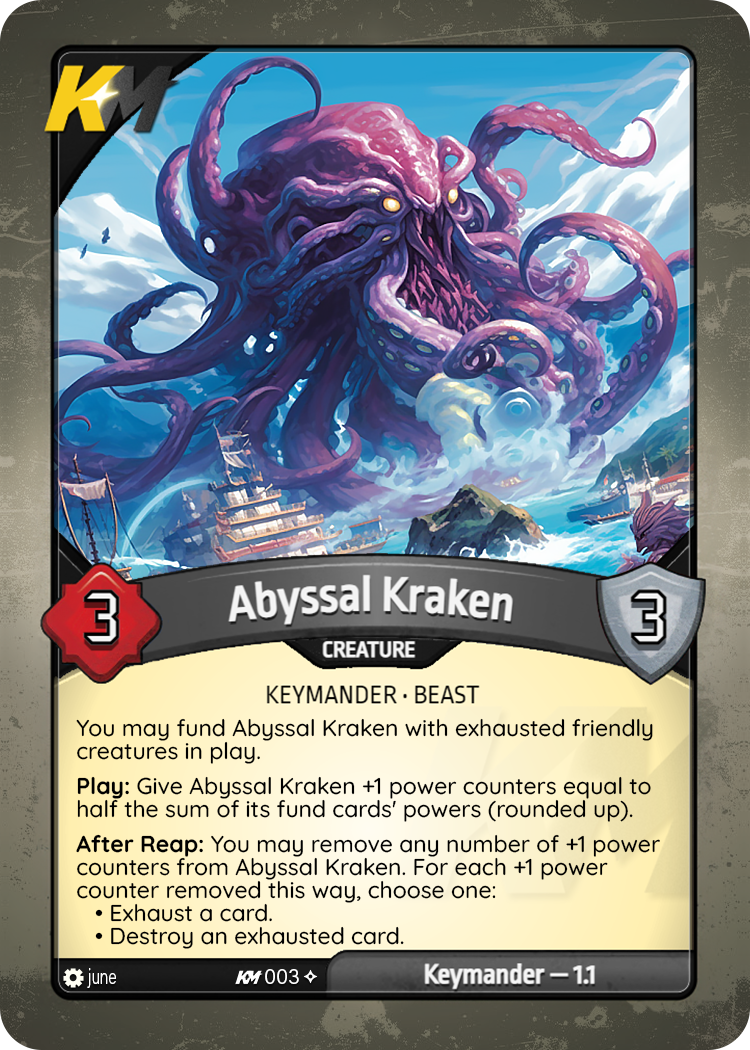 KM
3
Abyssal Kraken
3
CREATURE
KEYMANDER · BEAST
You may fund Abyssal Kraken with exhausted friendly
creatures in play.
Play: Give Abyssal Kraken +1 power counters equal to
half the sum of its fund cards' powers (rounded up).
After Reap: You may remove any number of +1 power
counters from Abyssal Kraken. For each +1 power
counter removed this way, choose one:
• Exhaust a card.
• Destroy an exhausted card.
june
KM 003
Keymander – 1.1